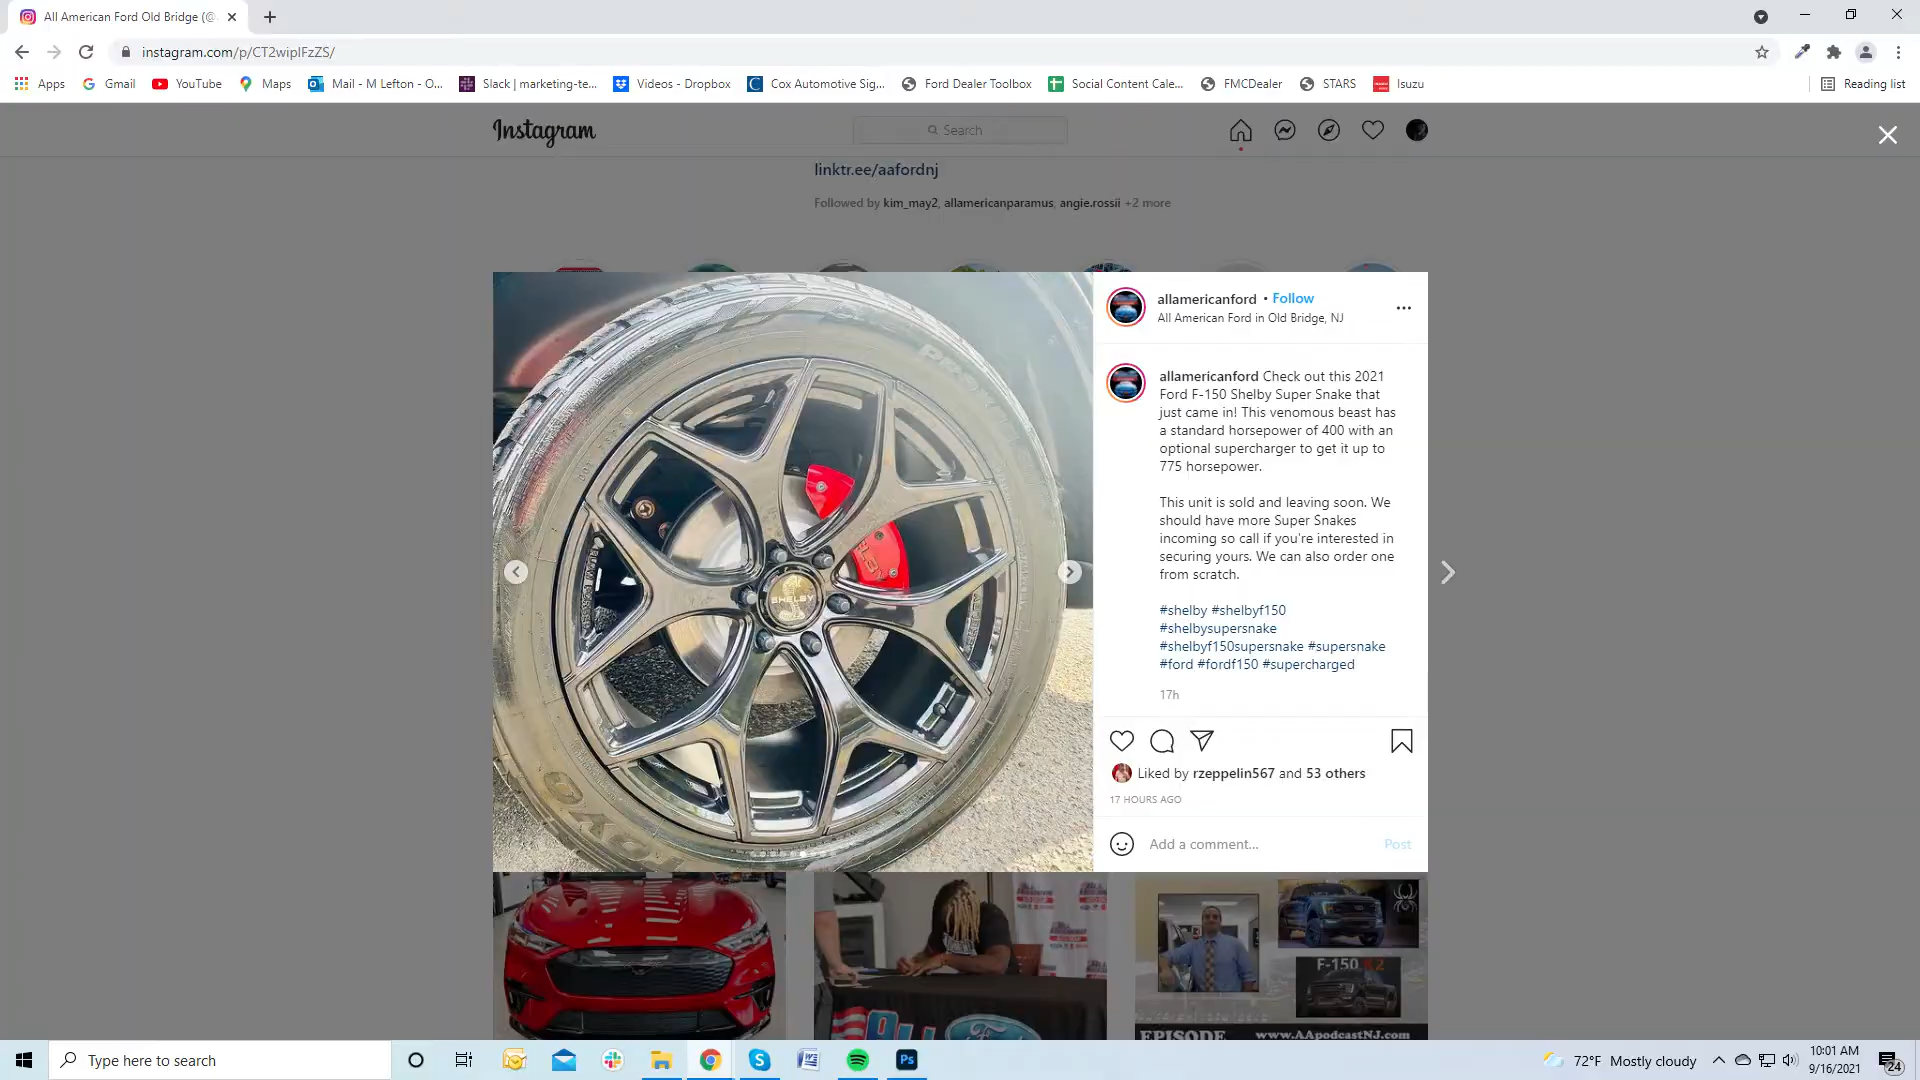 All American Ford Old Bridge (@
instagram.com/p/CT2wiplFzZS/
Apps
Gmail
YouTube
Maps
Mail - M Lefton - O...
Slack | marketing-te...
Videos - Dropbox
Cox Automotive Sig...
Ford Dealer Toolbox
Social Content Cale...
FMCDealer
STARS
Isuzu
Reading list
Instagram
Search
linktr.ee/aafordnj
Followed by kim_may2, allamericanparamus, angie.rossii +2 more
allamericanford • Follow
All American Ford in Old Bridge, NJ
allamericanford Check out this 2021
Ford F-150 Shelby Super Snake that
just came in! This venomous beast has
a standard horsepower of 400 with an
optional supercharger to get it up to
775 horsepower.
This unit is sold and leaving soon. We
should have more Super Snakes
incoming so call if you're interested in
securing yours. We can also order one
from scratch.
#shelby #shelbyf150
#shelbysupersnake
#shelbyf150supersnake #supersnake
#ford #fordf150 #supercharged
17h
Liked by rzeppelin567 and 53 others
17 HOURS AGO
Add a comment...
Post
SHELBY
F-150
EPISODE
www.AApodcastNJ.com
Ford
Type here to search
72°F Mostly cloudy
10:01 AM
9/16/2021
24